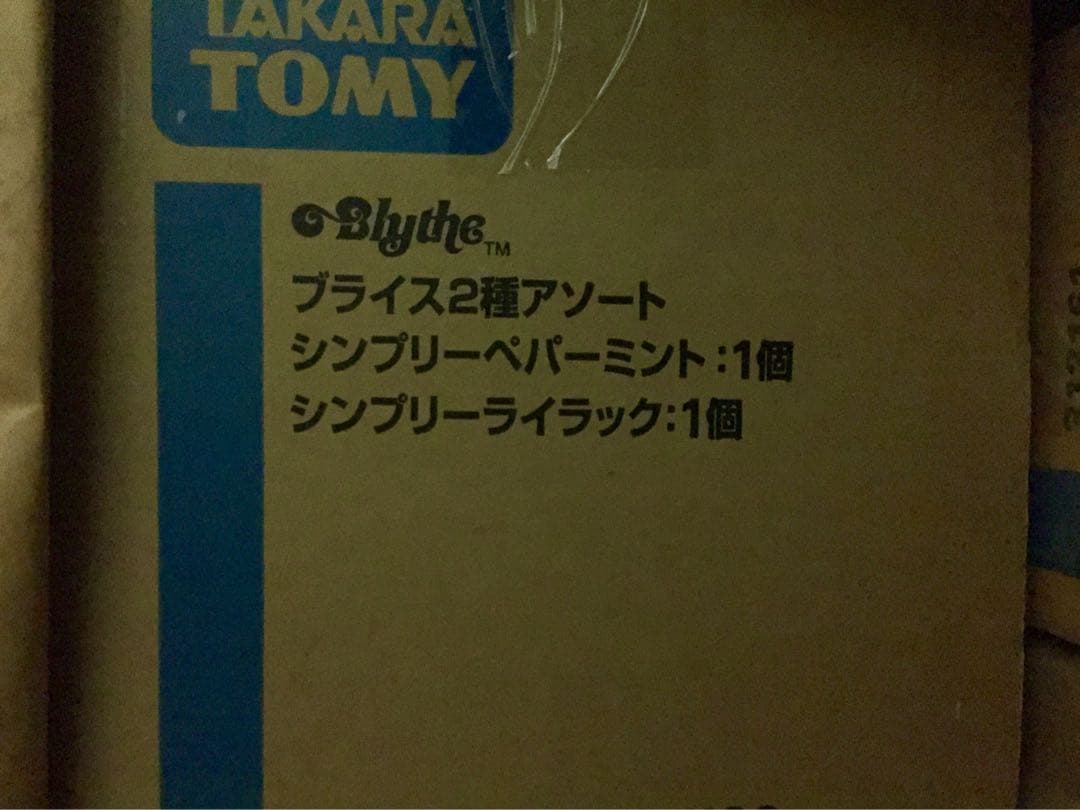 TAKARA
TOMY
Blythe™
ブライス2種アソート
シンプリーペパーミント:1個
シンプリーライラック:1個